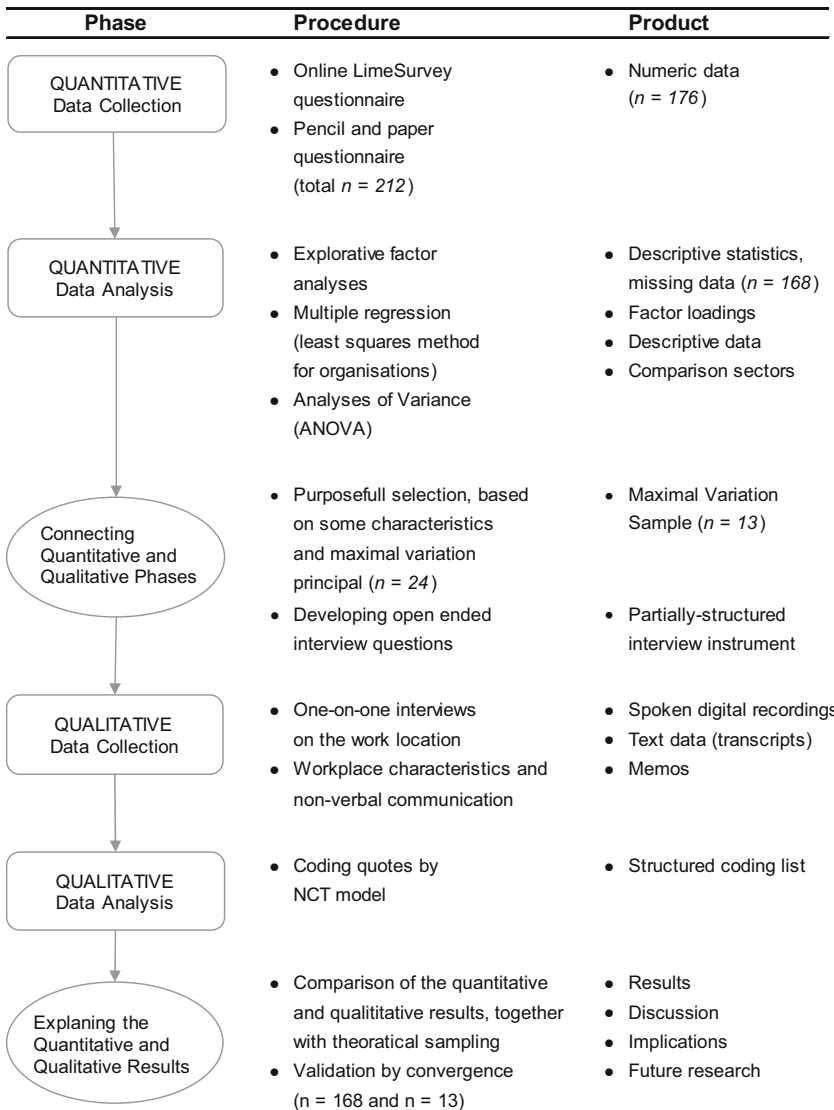 Phase Procedure Product
QUANTITATIVE
Data Collection
● Online LimeSurvey
questionnaire
● Pencil and paper
questionnaire
(total n = 212)
● Numeric data
(n = 176)
QUANTITATIVE
Data Analysis
● Explorative factor
analyses
● Multiple regression
(least squares method
for organisations)
● Analyses of Variance
(ANOVA)
● Descriptive statistics,
missing data (n = 168)
● Factor loadings
● Descriptive data
● Comparison sectors
Connecting
Quantitative and
Qualitative Phases
● Purposefull selection, based
on some characteristics
and maximal variation
principal (n = 24)
● Developing open ended
interview questions
● Maximal Variation
Sample (n = 13)
● Partially-structured
interview instrument
QUALITATIVE
Data Collection
● One-on-one interviews
on the work location
● Workplace characteristics and
non-verbal communication
● Spoken digital recordings
● Text data (transcripts)
● Memos
QUALITATIVE
Data Analysis
● Coding quotes by
NCT model
● Structured coding list
Explaning the
Quantitative and
Qualitative Results
● Comparison of the quantitative
and qualititative results, together
with theoratical sampling
● Validation by convergence
(n = 168 and n = 13)
● Results
● Discussion
● Implications
● Future research